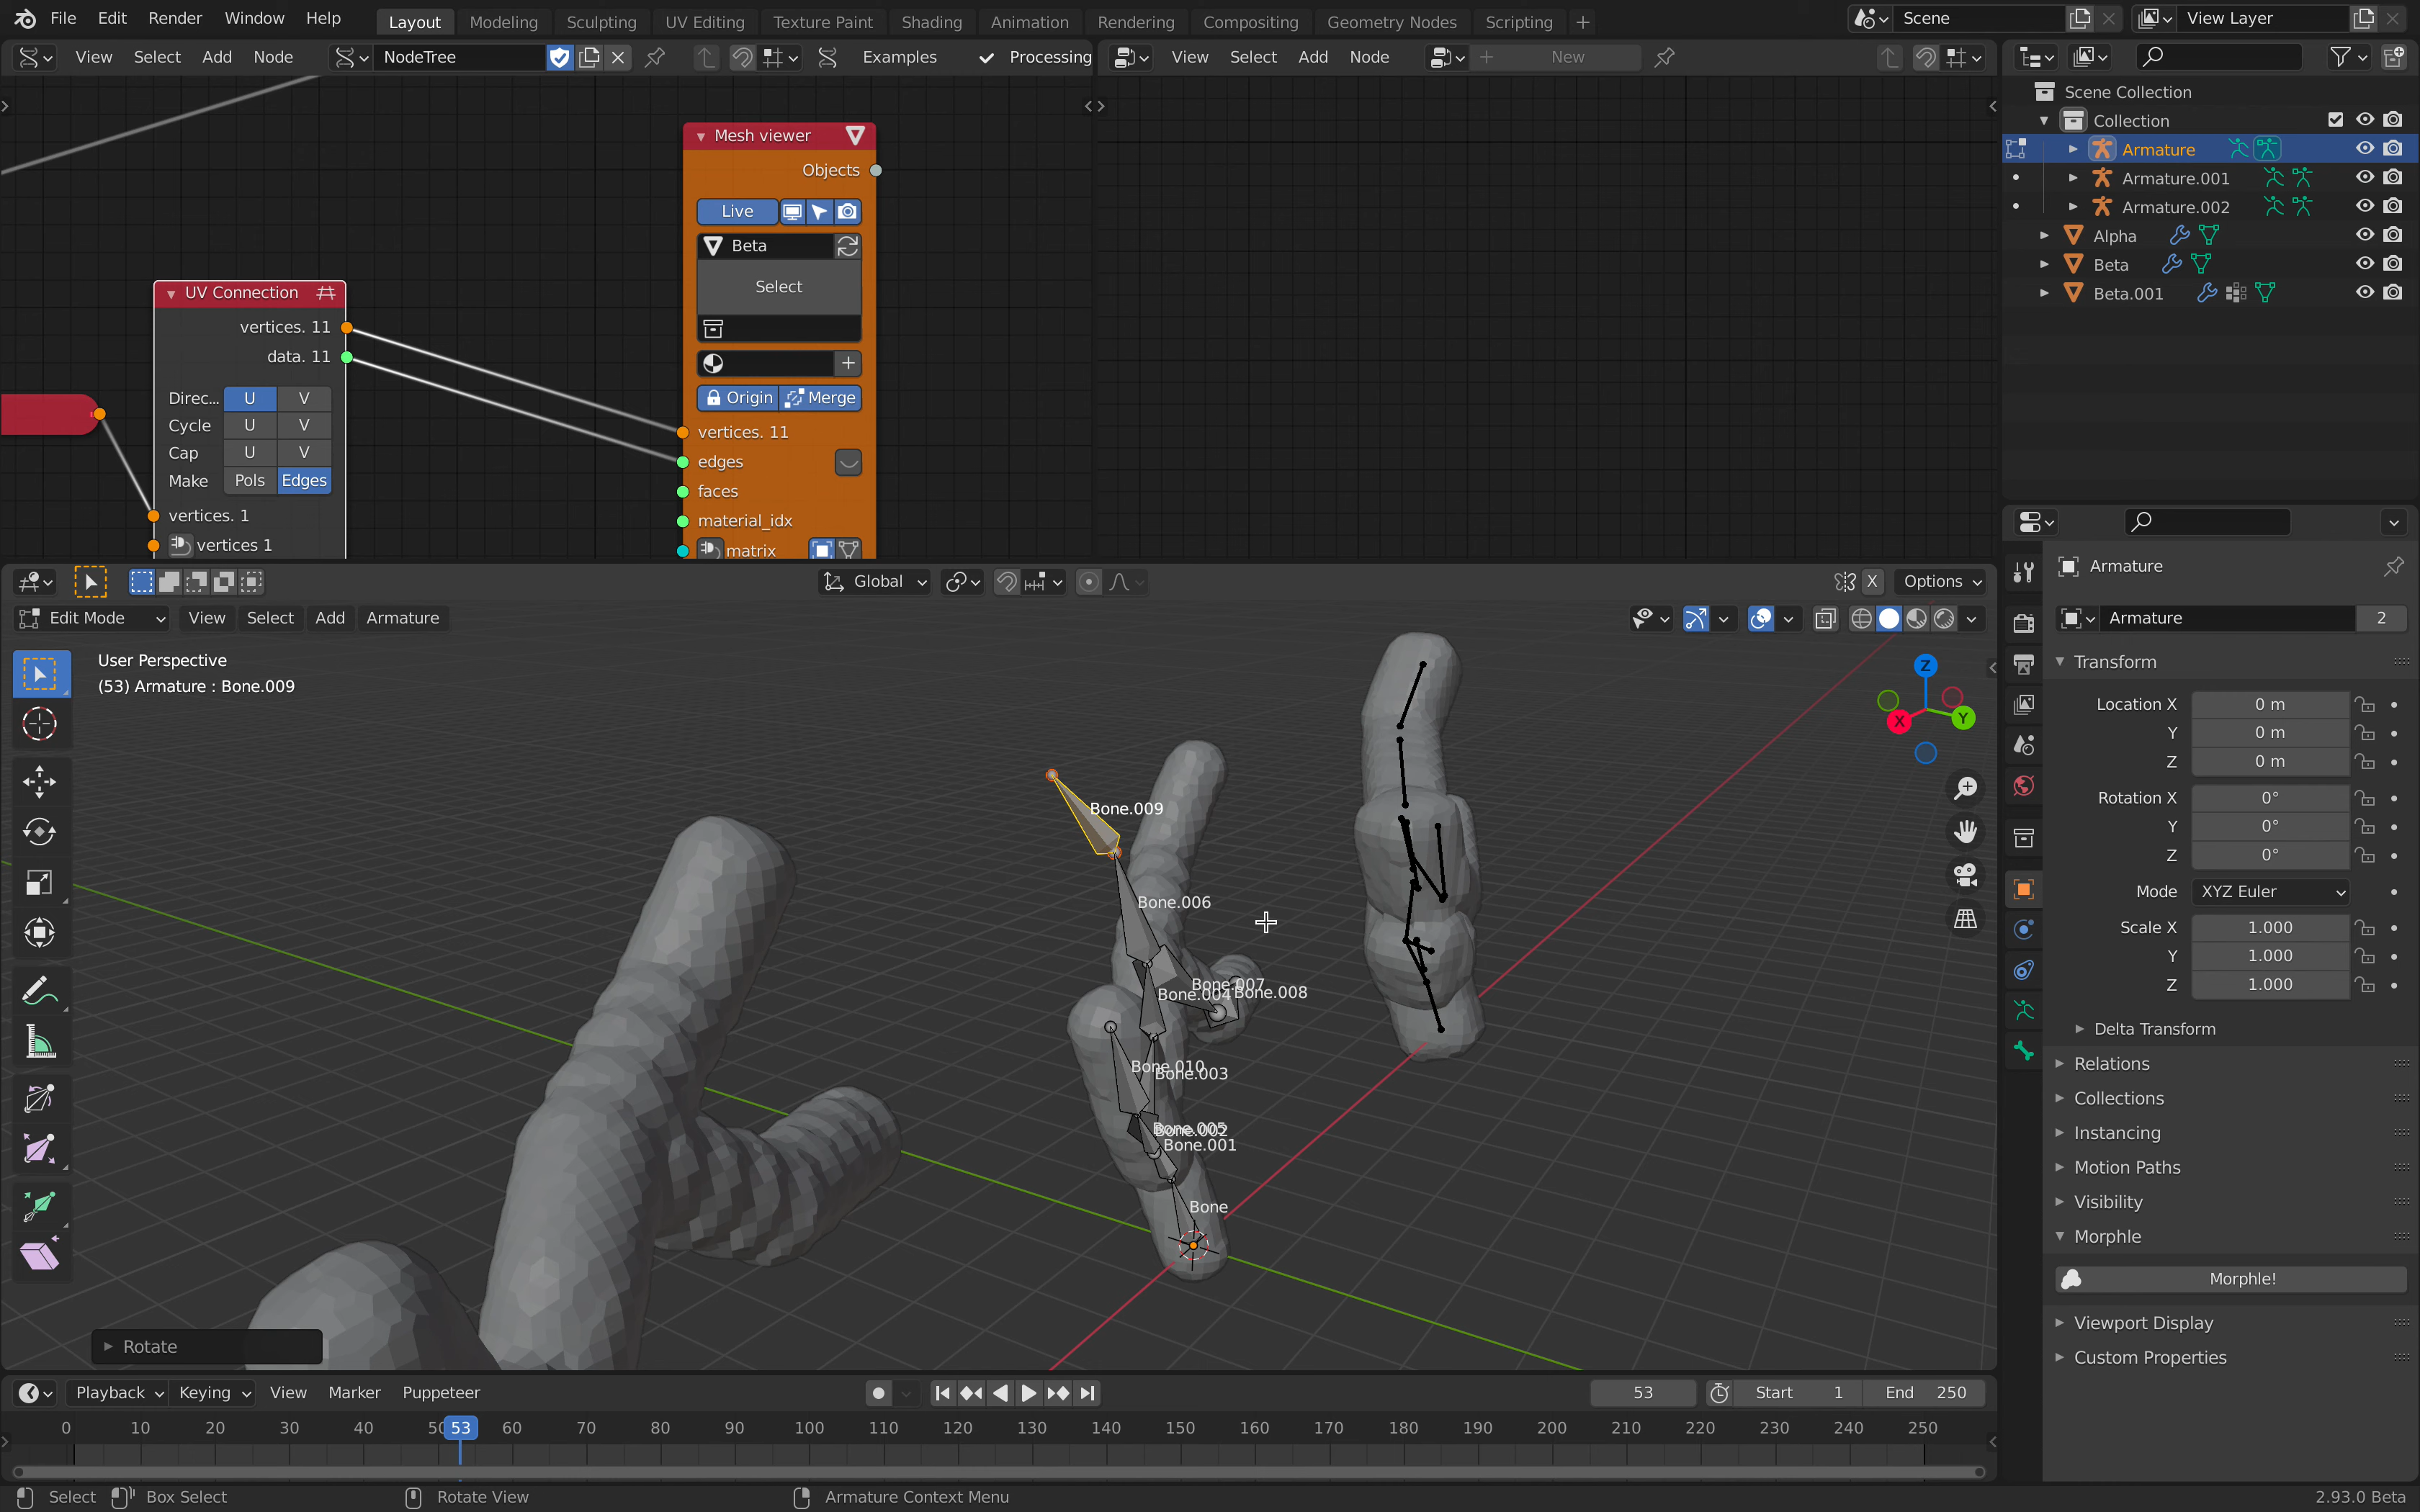 File Edit Render Window Help Layout Modeling Sculpting UV Editing Texture Paint Shading Animation Rendering Compositing Geometry Nodes Scripting Scene View Layer
View Select Add Node NodeTree Examples Processing View Select Add Node New
Scene Collection
Collection
Armature
Armature.001
Armature.002
Alpha
Beta
Beta.001
Mesh viewer
Objects
Live
Beta
Select
Origin Merge
vertices. 11
edges
faces
material_idx
matrix
UV Connection
vertices. 11
data. 11
Direc... U V
Cycle U V
Cap U V
Make Pols Edges
vertices. 1
vertices 1
Global X Options
Edit Mode View Select Add Armature
User Perspective
(53) Armature : Bone.009
Z
X
Y
Bone.009
Bone.006
Bone.007
Bone.004
Bone.008
Bone.010
Bone.003
Bone.005
Bone.002
Bone.001
Bone
Rotate
Armature
Armature 2
Transform
Location X 0 m
Y 0 m
Z 0 m
Rotation X 0°
Y 0°
Z 0°
Mode XYZ Euler
Scale X 1.000
Y 1.000
Z 1.000
Delta Transform
Relations
Collections
Instancing
Motion Paths
Visibility
Morphle
Morphle!
Viewport Display
Custom Properties
Playback Keying View Marker Puppeteer 53 Start 1 End 250
0 10 20 30 40 50 53 60 70 80 90 100 110 120 130 140 150 160 170 180 190 200 210 220 230 240 250
Select Box Select Rotate View Armature Context Menu 2.93.0 Beta